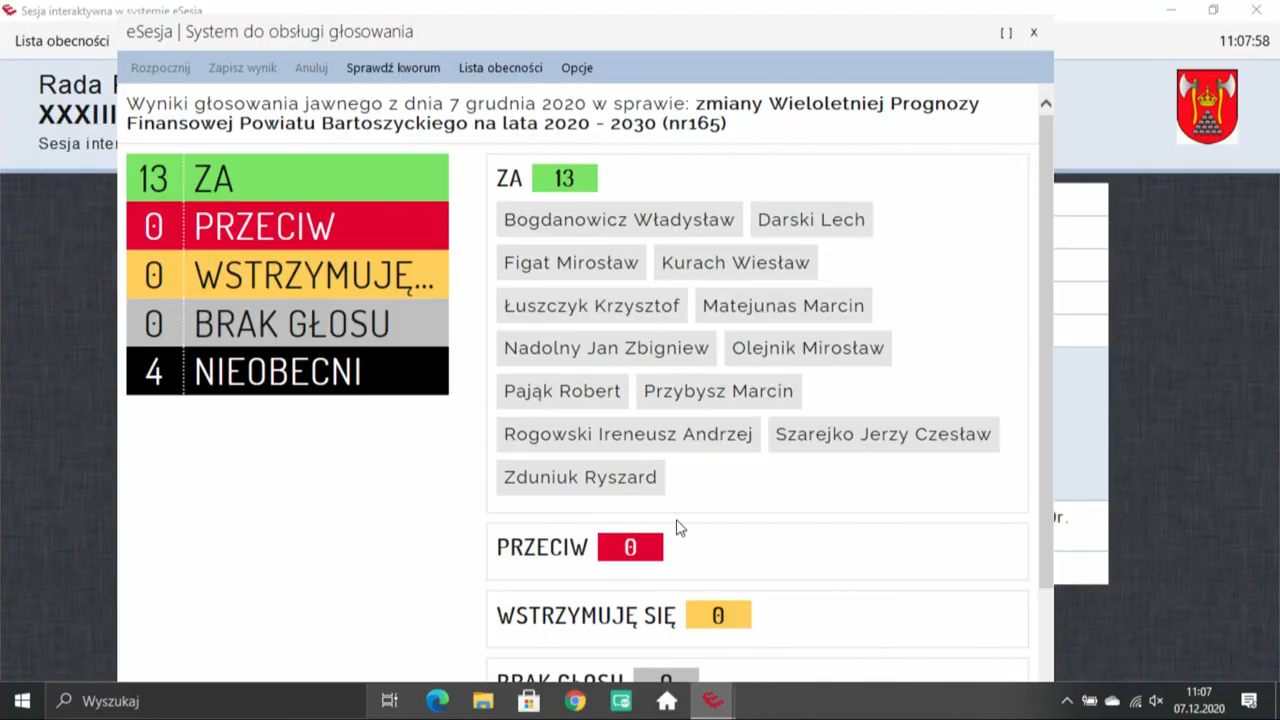 Sesja interaktywna w systemie eSesja
Lista obecności
11:07:58
Rada
XXXIII
Sesja
eSesja | System do obsługi głosowania
[ ] x
Rozpocznij Zapisz wynik Anuluj Sprawdź kworum Lista obecności Opcje
Wyniki głosowania jawnego z dnia 7 grudnia 2020 w sprawie: zmiany Wieloletniej Prognozy
Finansowej Powiatu Bartoszyckiego na lata 2020 - 2030 (nr165)
13 ZA
0 PRZECIW
0 WSTRZYMUJĘ...
0 BRAK GŁOSU
4 NIEOBECNI
ZA 13
Bogdanowicz Władysław Darski Lech
Figat Mirosław Kurach Wiesław
Łuszczyk Krzysztof Matejunas Marcin
Nadolny Jan Zbigniew Olejnik Mirosław
Pająk Robert Przybysz Marcin
Rogowski Ireneusz Andrzej Szarejko Jerzy Czesław
Zduniuk Ryszard
PRZECIW 0
WSTRZYMUJĘ SIĘ 0
BRAK GŁOSU 0
Wyszukaj
11:07
07.12.2020